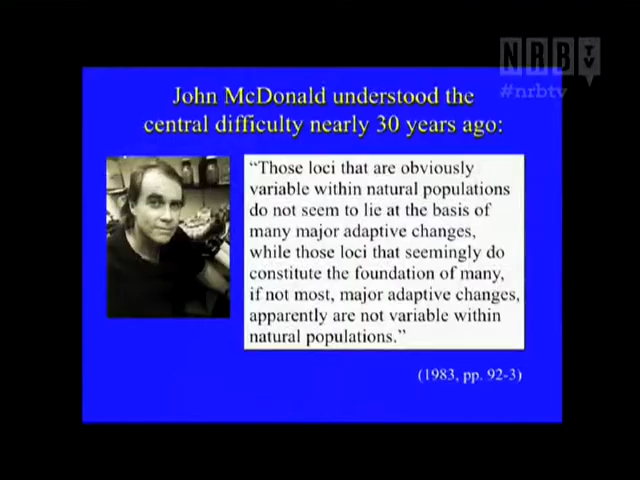 NRB TV
#nrbtv
John McDonald understood the
central difficulty nearly 30 years ago:
“Those loci that are obviously
variable within natural populations
do not seem to lie at the basis of
many major adaptive changes,
while those loci that seemingly do
constitute the foundation of many,
if not most, major adaptive changes,
apparently are not variable within
natural populations.”
(1983, pp. 92-3)